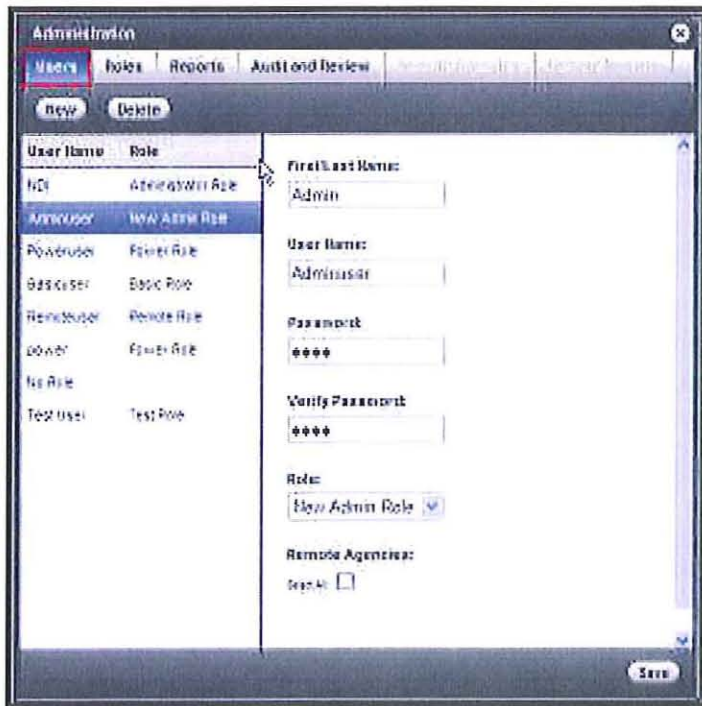 Administration
Users Roles Reports Audit and Review
New Delete
User Name Role
NDI Administrator Role
Adminuser New Admin Role
Poweruser Power Role
Basicuser Basic Role
Remoteuser Remote Role
power Power Role
No Role
Test User Test Role
First/Last Name:
Admin
User Name:
Adminuser
Password:
****
Verify Password:
****
Role:
New Admin Role
Remote Agencies:
Select All
Save